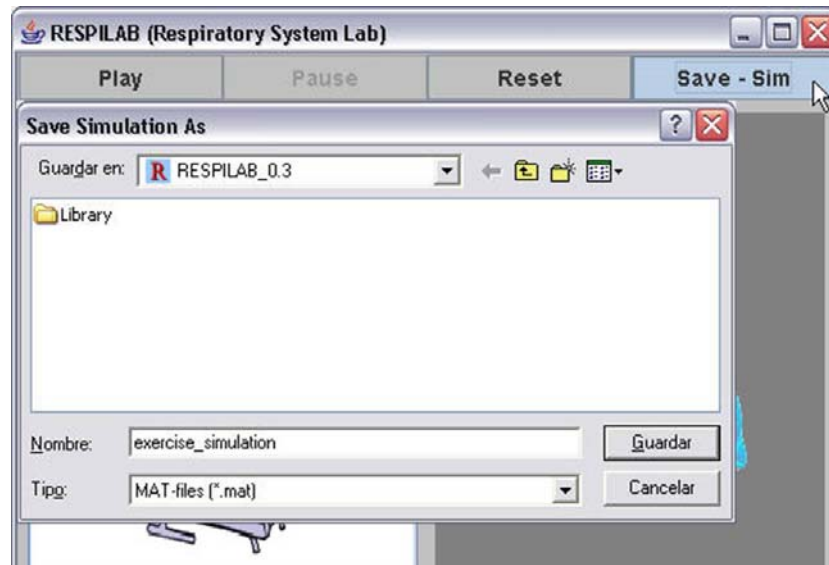 RESPILAB (Respiratory System Lab)
Play Pause Reset Save - Sim
Save Simulation As
Guardar en: R RESPILAB_0.3
Library
Nombre: exercise_simulation Guardar
Tipo: MAT-files (*.mat) Cancelar